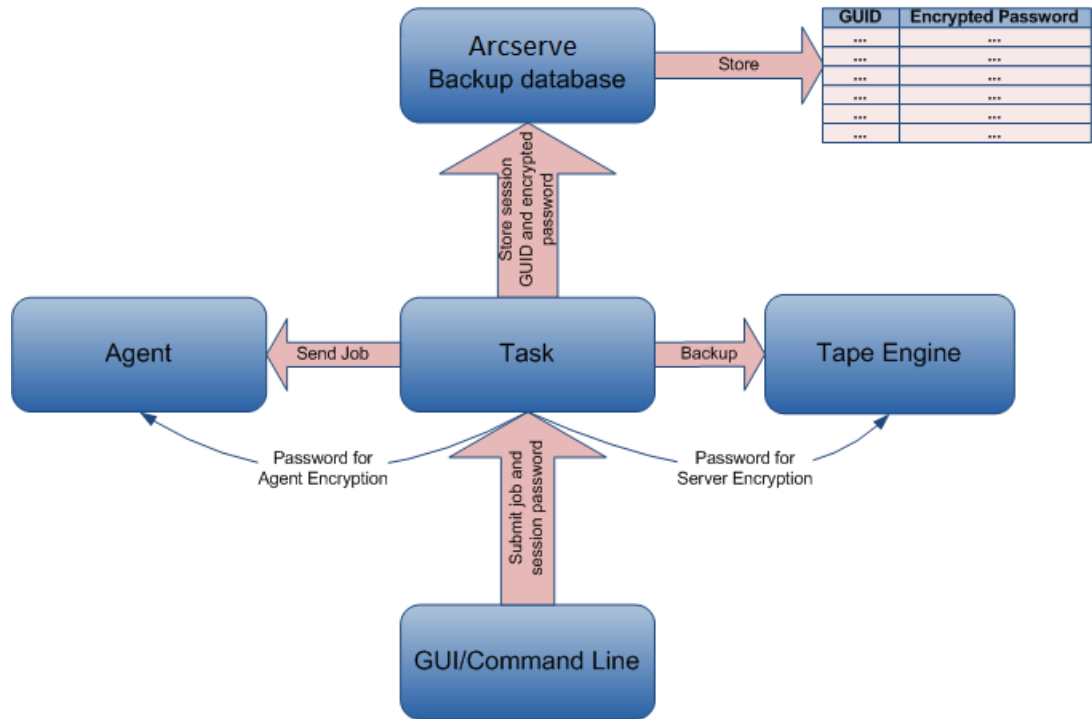 Arcserve
Backup database
Store
GUID Encrypted Password
... ...
... ...
... ...
... ...
... ...
... ...
Store session
GUID and encrypted
password
Agent
Send Job
Task
Backup
Tape Engine
Password for
Agent Encryption
Password for
Server Encryption
Submit job and
session password
GUI/Command Line